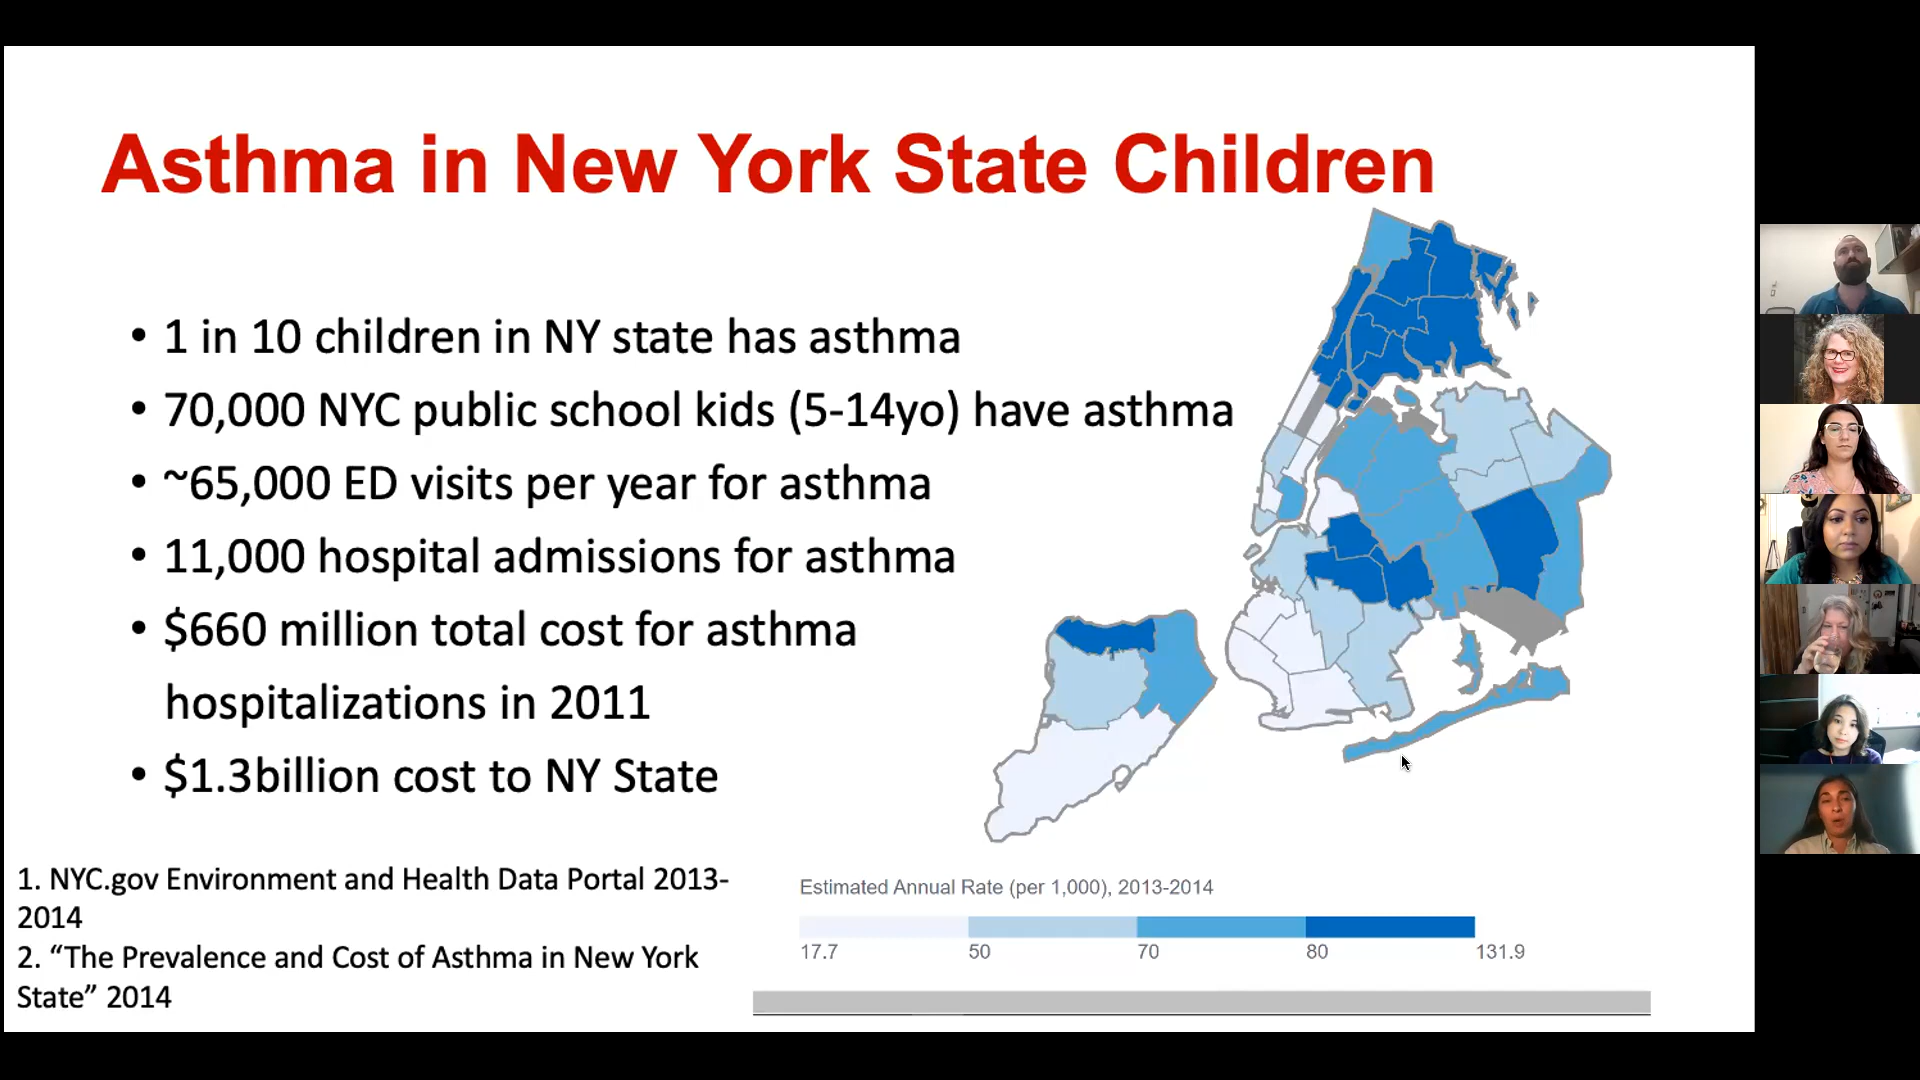 Asthma in New York State Children
• 1 in 10 children in NY state has asthma
• 70,000 NYC public school kids (5-14yo) have asthma
• ~65,000 ED visits per year for asthma
• 11,000 hospital admissions for asthma
• $660 million total cost for asthma
hospitalizations in 2011
• $1.3billion cost to NY State
1. NYC.gov Environment and Health Data Portal 2013-
2014
2. “The Prevalence and Cost of Asthma in New York
State” 2014
Estimated Annual Rate (per 1,000), 2013-2014
17.7 50 70 80 131.9